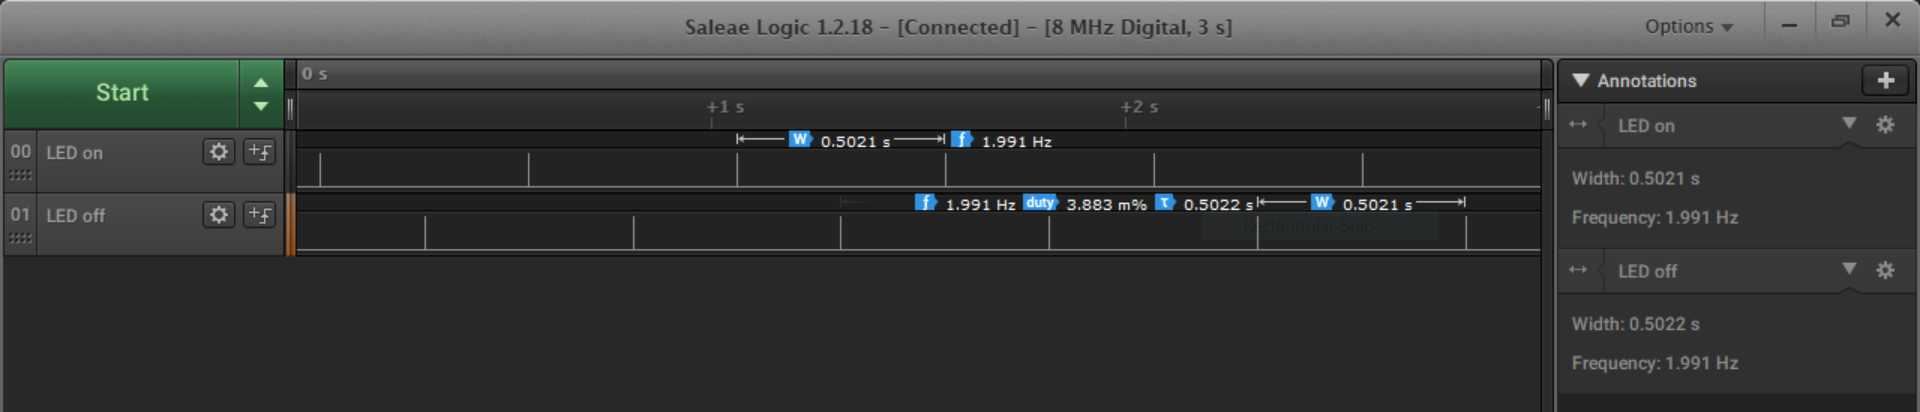 Saleae Logic 1.2.18 - [Connected] - [8 MHz Digital, 3 s]
Options
Start
0 s
+1 s
+2 s
Annotations
00 LED on
W 0.5021 s f 1.991 Hz
LED on
Width: 0.5021 s
Frequency: 1.991 Hz
01 LED off
f 1.991 Hz duty 3.883 m% τ 0.5022 s W 0.5021 s
Rectangular Snip
LED off
Width: 0.5022 s
Frequency: 1.991 Hz